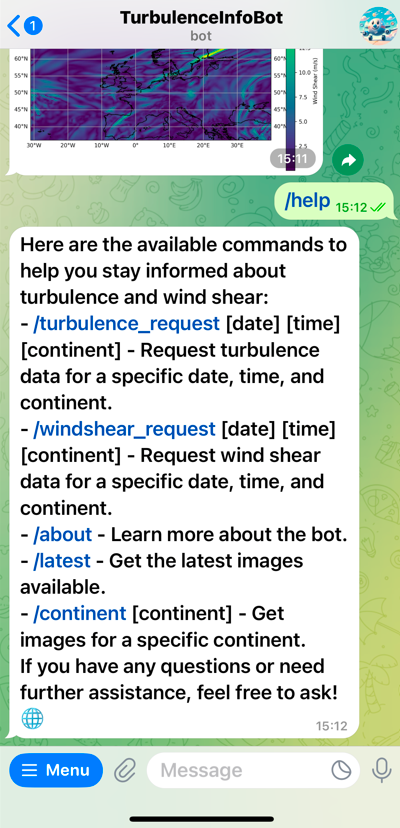 1
TurbulenceInfoBot
bot
60°N
55°N
50°N
45°N
40°N
60°N
55°N
50°N
45°N
40°N
30°W 20°W 10°W 0° 10°E 20°E 30°E
10.0
7.5
5.0
2.5
Wind Shear (m/s)
15:11
/help 15:12
Here are the available commands to
help you stay informed about
turbulence and wind shear:
- /turbulence_request [date] [time]
[continent] - Request turbulence
data for a specific date, time, and
continent.
- /windshear_request [date] [time]
[continent] - Request wind shear
data for a specific date, time, and
continent.
- /about - Learn more about the bot.
- /latest - Get the latest images
available.
- /continent [continent] - Get
images for a specific continent.
If you have any questions or need
further assistance, feel free to ask!
15:12
Menu
Message